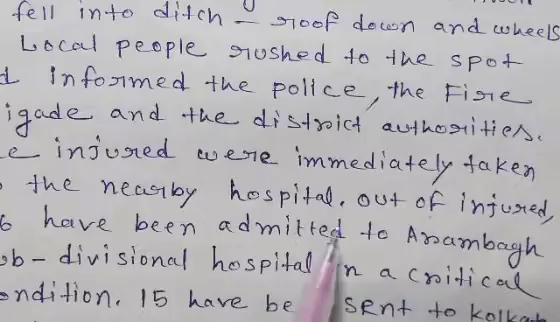 fell into ditch – roof down and wheels
Local people rushed to the spot
d informed the police, the Fire
igade and the district authorities.
e injured were immediately taken
the nearby hospital. out of injured,
6 have been admitted to Arambagh
ob-divisional hospital in a critical
ondition. 15 have be sent to kolkat